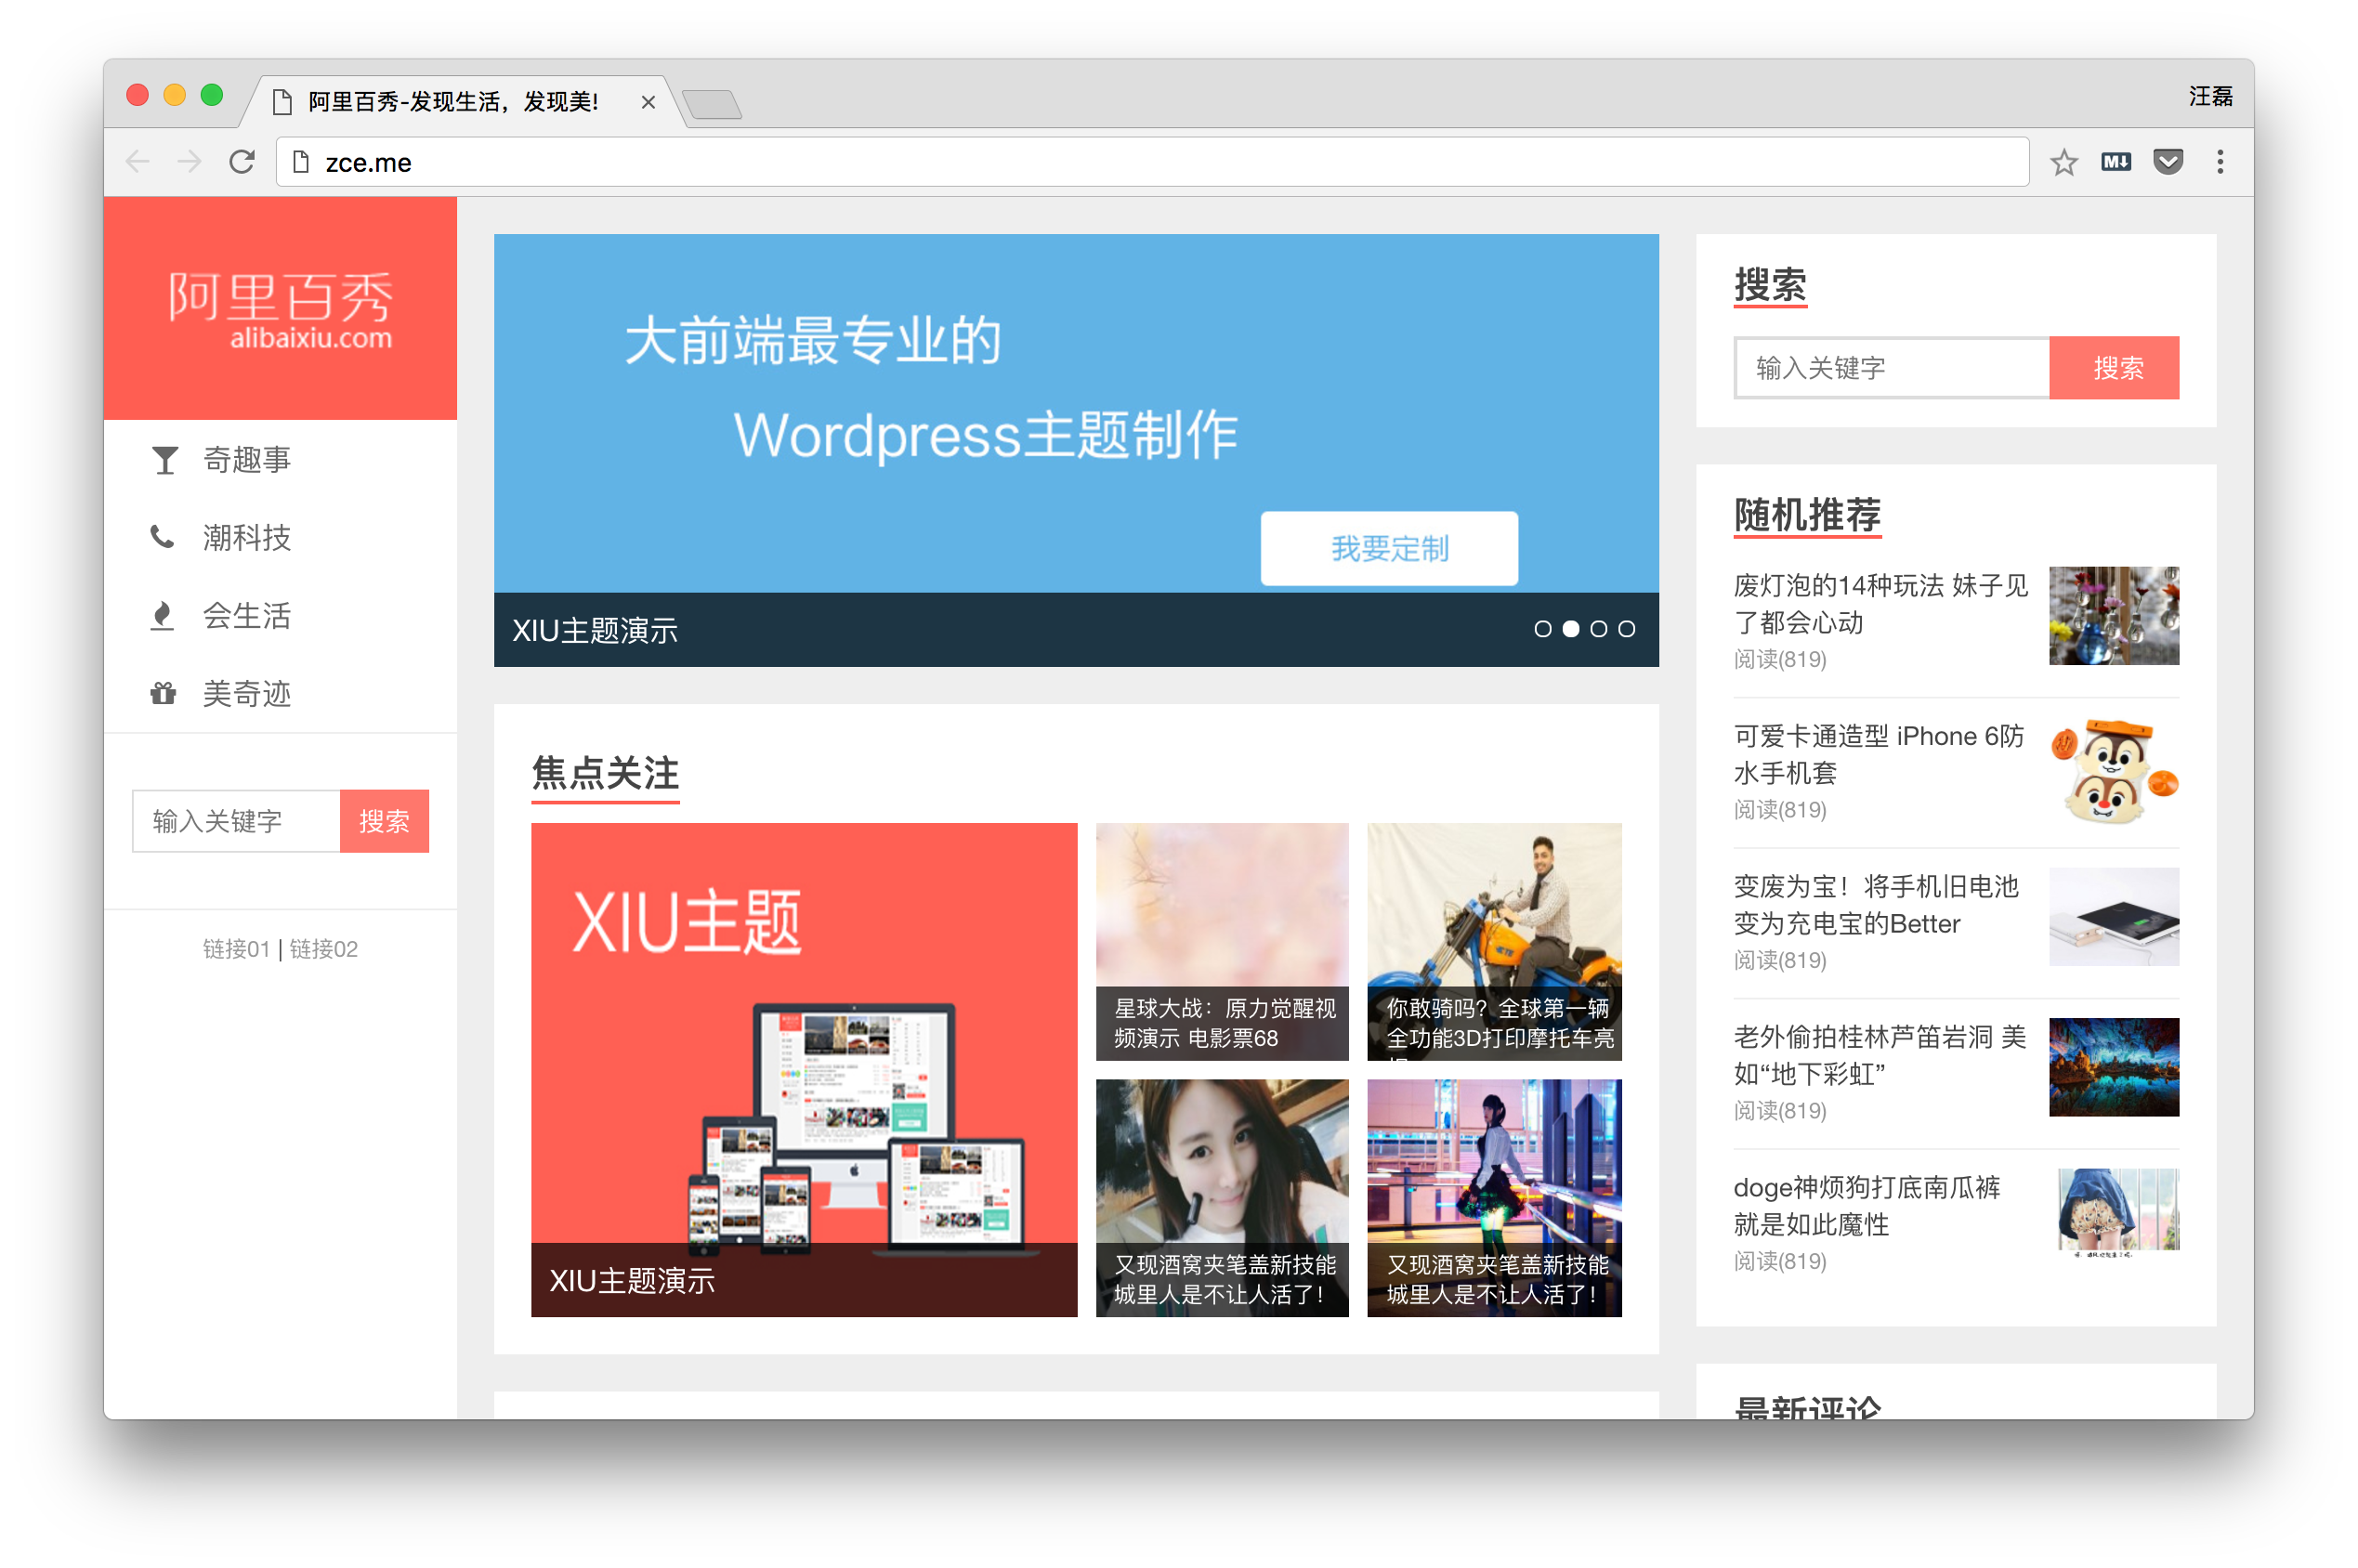 阿里百秀-发现生活，发现美!
汪磊
zce.me
M↓
阿里百秀
alibaixiu.com
奇趣事
潮科技
会生活
美奇迹
输入关键字
搜索
链接01 | 链接02
大前端最专业的
Wordpress主题制作
我要定制
XIU主题演示
焦点关注
XIU主题
XIU主题演示
星球大战：原力觉醒视
频演示 电影票68
你敢骑吗？全球第一辆
全功能3D打印摩托车亮
又现酒窝夹笔盖新技能
城里人是不让人活了！
又现酒窝夹笔盖新技能
城里人是不让人活了！
搜索
输入关键字
搜索
随机推荐
废灯泡的14种玩法 妹子见
了都会心动
阅读(819)
可爱卡通造型 iPhone 6防
水手机套
阅读(819)
变废为宝！将手机旧电池
变为充电宝的Better
阅读(819)
老外偷拍桂林芦笛岩洞 美
如“地下彩虹”
阅读(819)
doge神烦狗打底南瓜裤
就是如此魔性
阅读(819)
最新评论